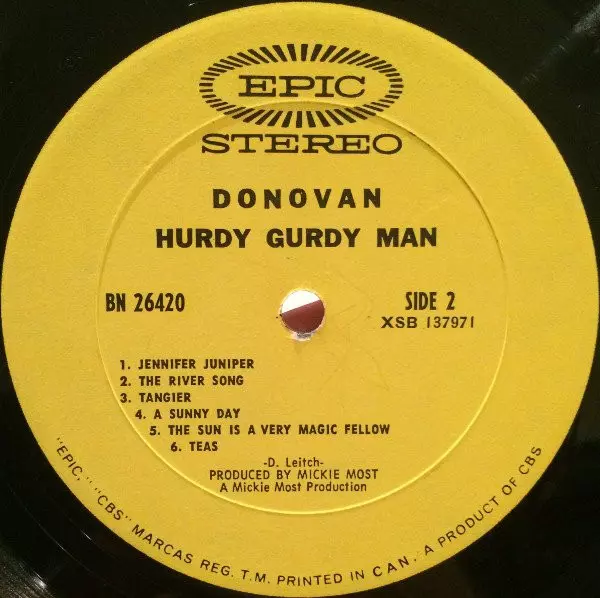 EPIC
STEREO
DONOVAN
HURDY GURDY MAN
BN 26420
SIDE 2
XSB 137971
1. JENNIFER JUNIPER
2. THE RIVER SONG
3. TANGIER
4. A SUNNY DAY
5. THE SUN IS A VERY MAGIC FELLOW
6. TEAS
-D. Leitch-
PRODUCED BY MICKIE MOST
A Mickie Most Production
"EPIC," "CBS" MARCAS REG. T.M. PRINTED IN CAN. A PRODUCT OF CBS